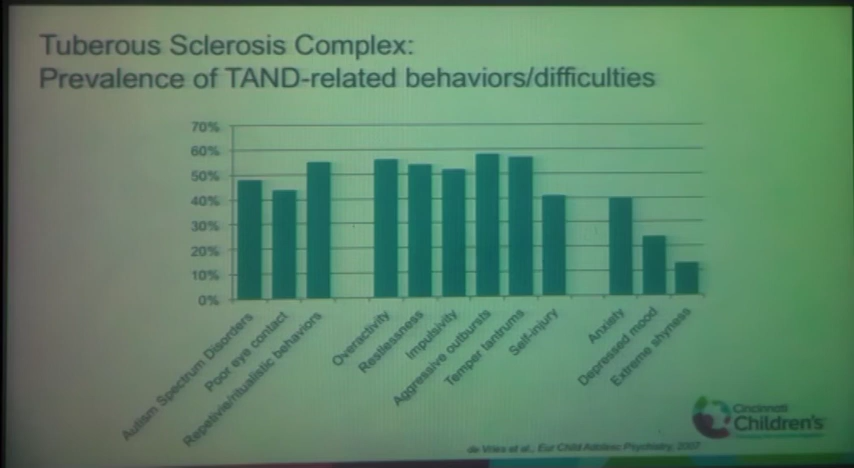 Tuberous Sclerosis Complex:
Prevalence of TAND-related behaviors/difficulties
70%
60%
50%
40%
30%
20%
10%
0%
Autism Spectrum Disorders
Poor eye contact
Repetivie/ritualistic behaviors
Overactivity
Restlessness
Impulsivity
Aggressive outbursts
Temper tantrums
Self-injury
Anxiety
Depressed mood
Extreme shyness
Cincinnati
Children's
de Vries et al., Eur Child Adolesc Psychiatry, 2007